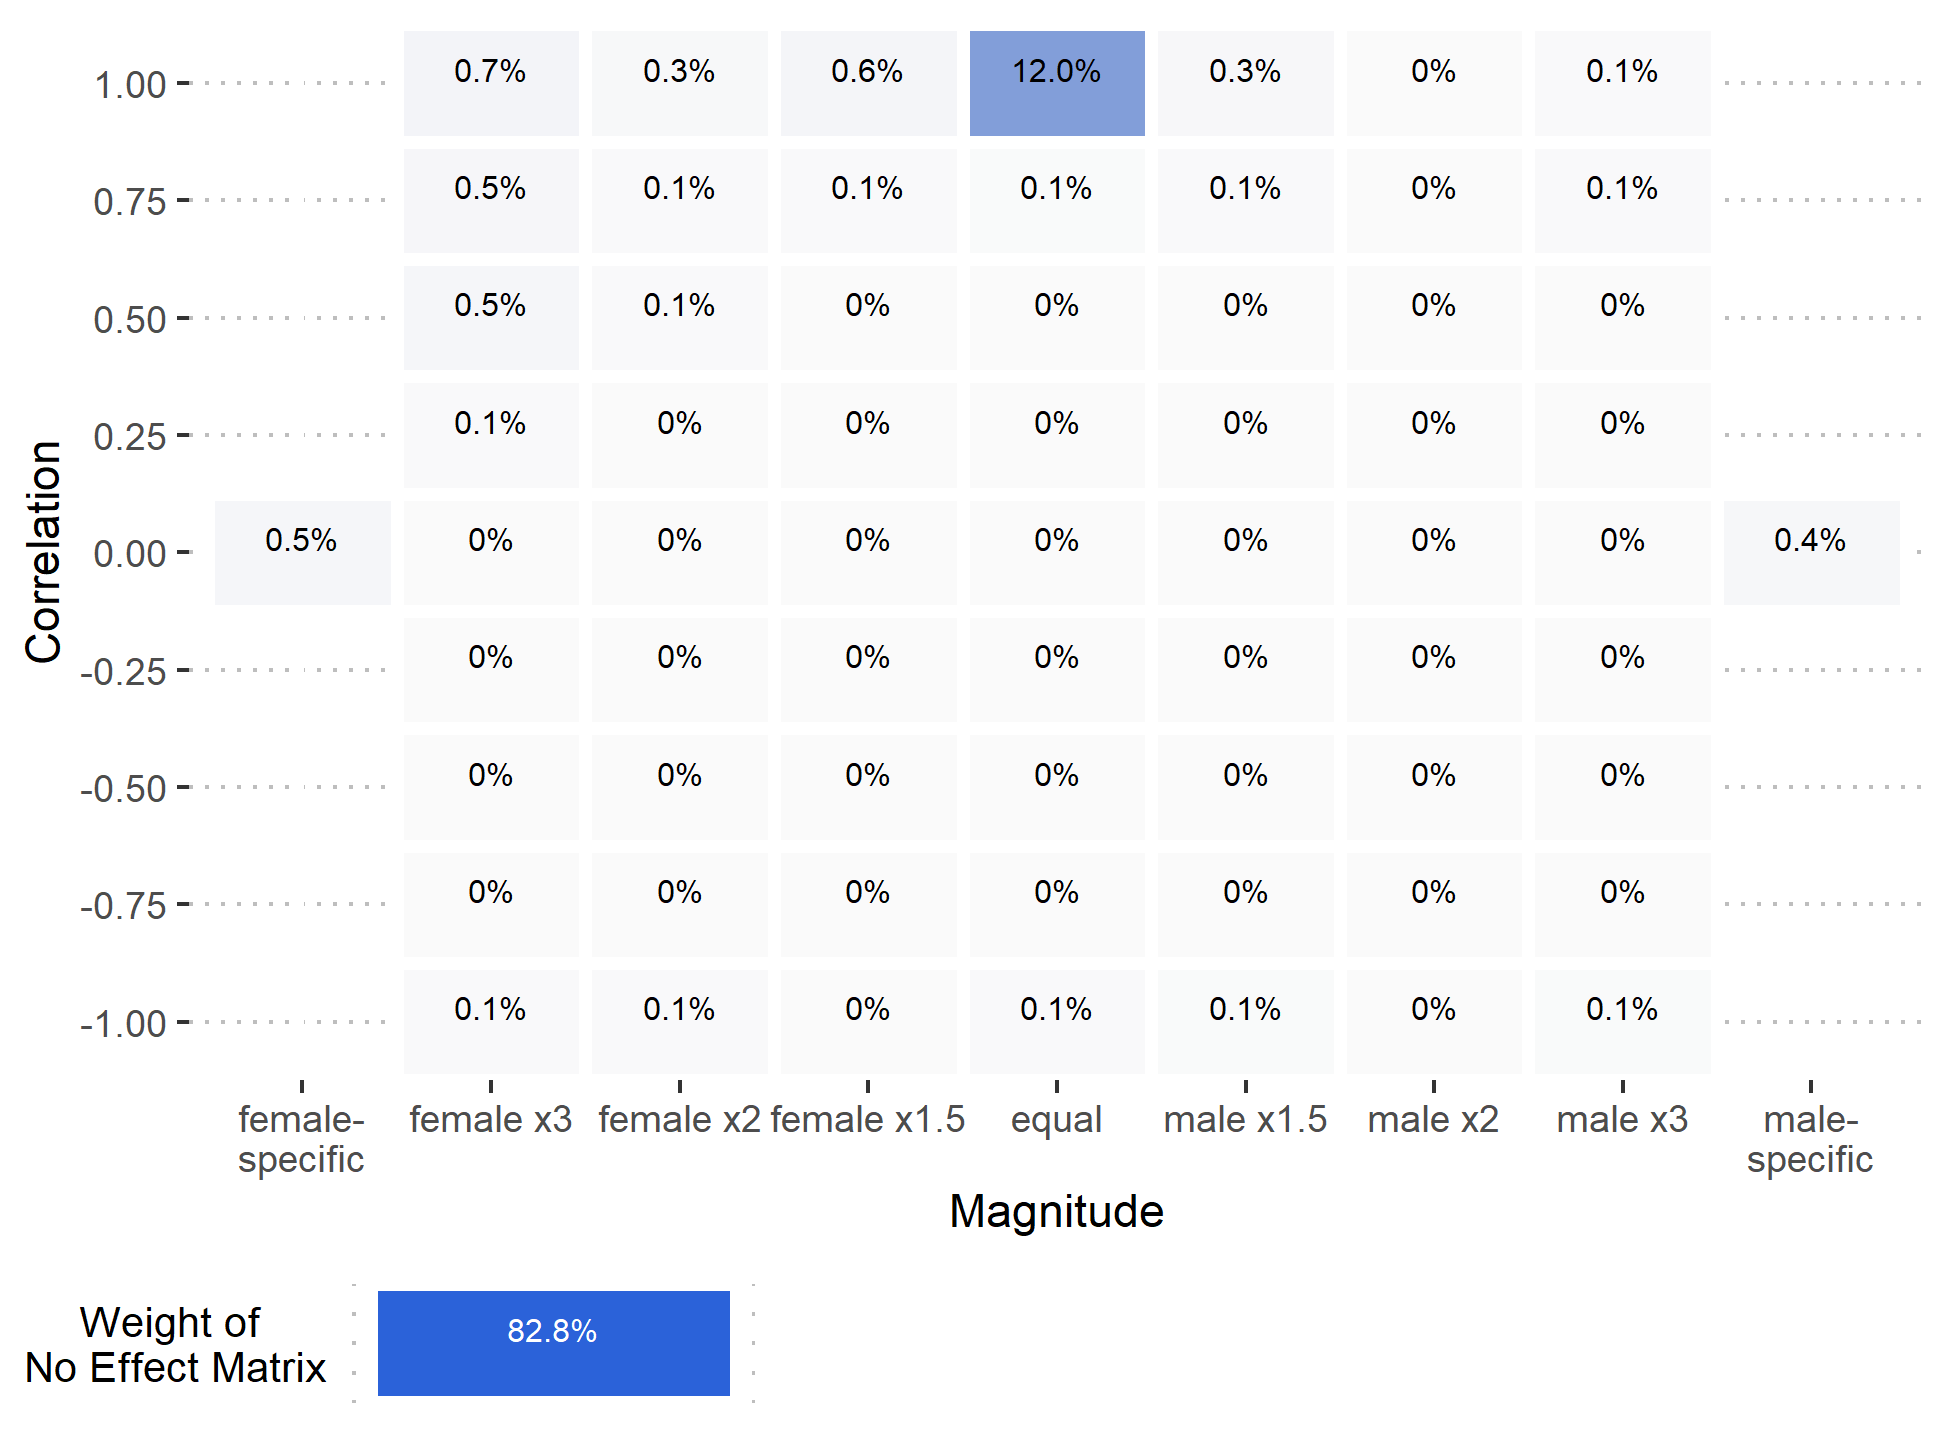 1.00 0.7% 0.3% 0.6% 12.0% 0.3% 0% 0.1%
0.75 0.5% 0.1% 0.1% 0.1% 0.1% 0% 0.1%
0.50 0.5% 0.1% 0% 0% 0% 0% 0%
0.25 0.1% 0% 0% 0% 0% 0% 0%
Correlation
0.00 0.5% 0% 0% 0% 0% 0% 0% 0% 0.4%
-0.25 0% 0% 0% 0% 0% 0% 0%
-0.50 0% 0% 0% 0% 0% 0% 0%
-0.75 0% 0% 0% 0% 0% 0% 0%
-1.00 0.1% 0.1% 0% 0.1% 0.1% 0% 0.1%
female- female x3 female x2 female x1.5 equal male x1.5 male x2 male x3 male-
specific specific
Magnitude
Weight of
No Effect Matrix
82.8%